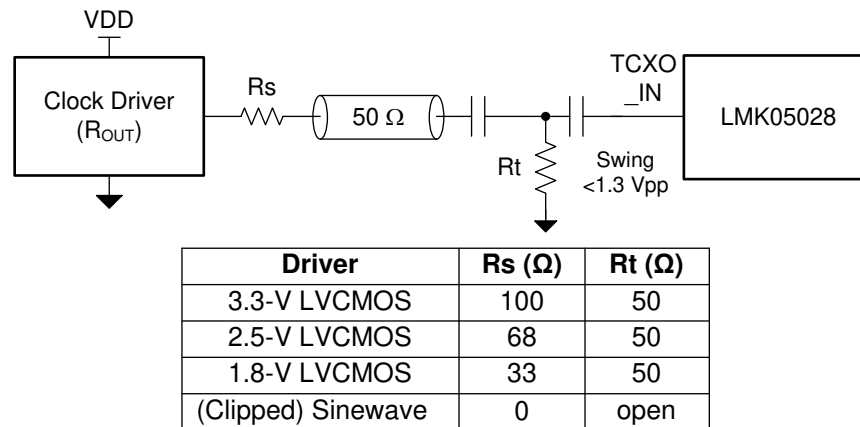 VDD
Clock Driver
(ROUT)
Rs
50 Ω
Rt
TCXO
_IN
Swing
<1.3 Vpp
LMK05028
Driver Rs (Ω) Rt (Ω)
3.3-V LVCMOS 100 50
2.5-V LVCMOS 68 50
1.8-V LVCMOS 33 50
(Clipped) Sinewave 0 open